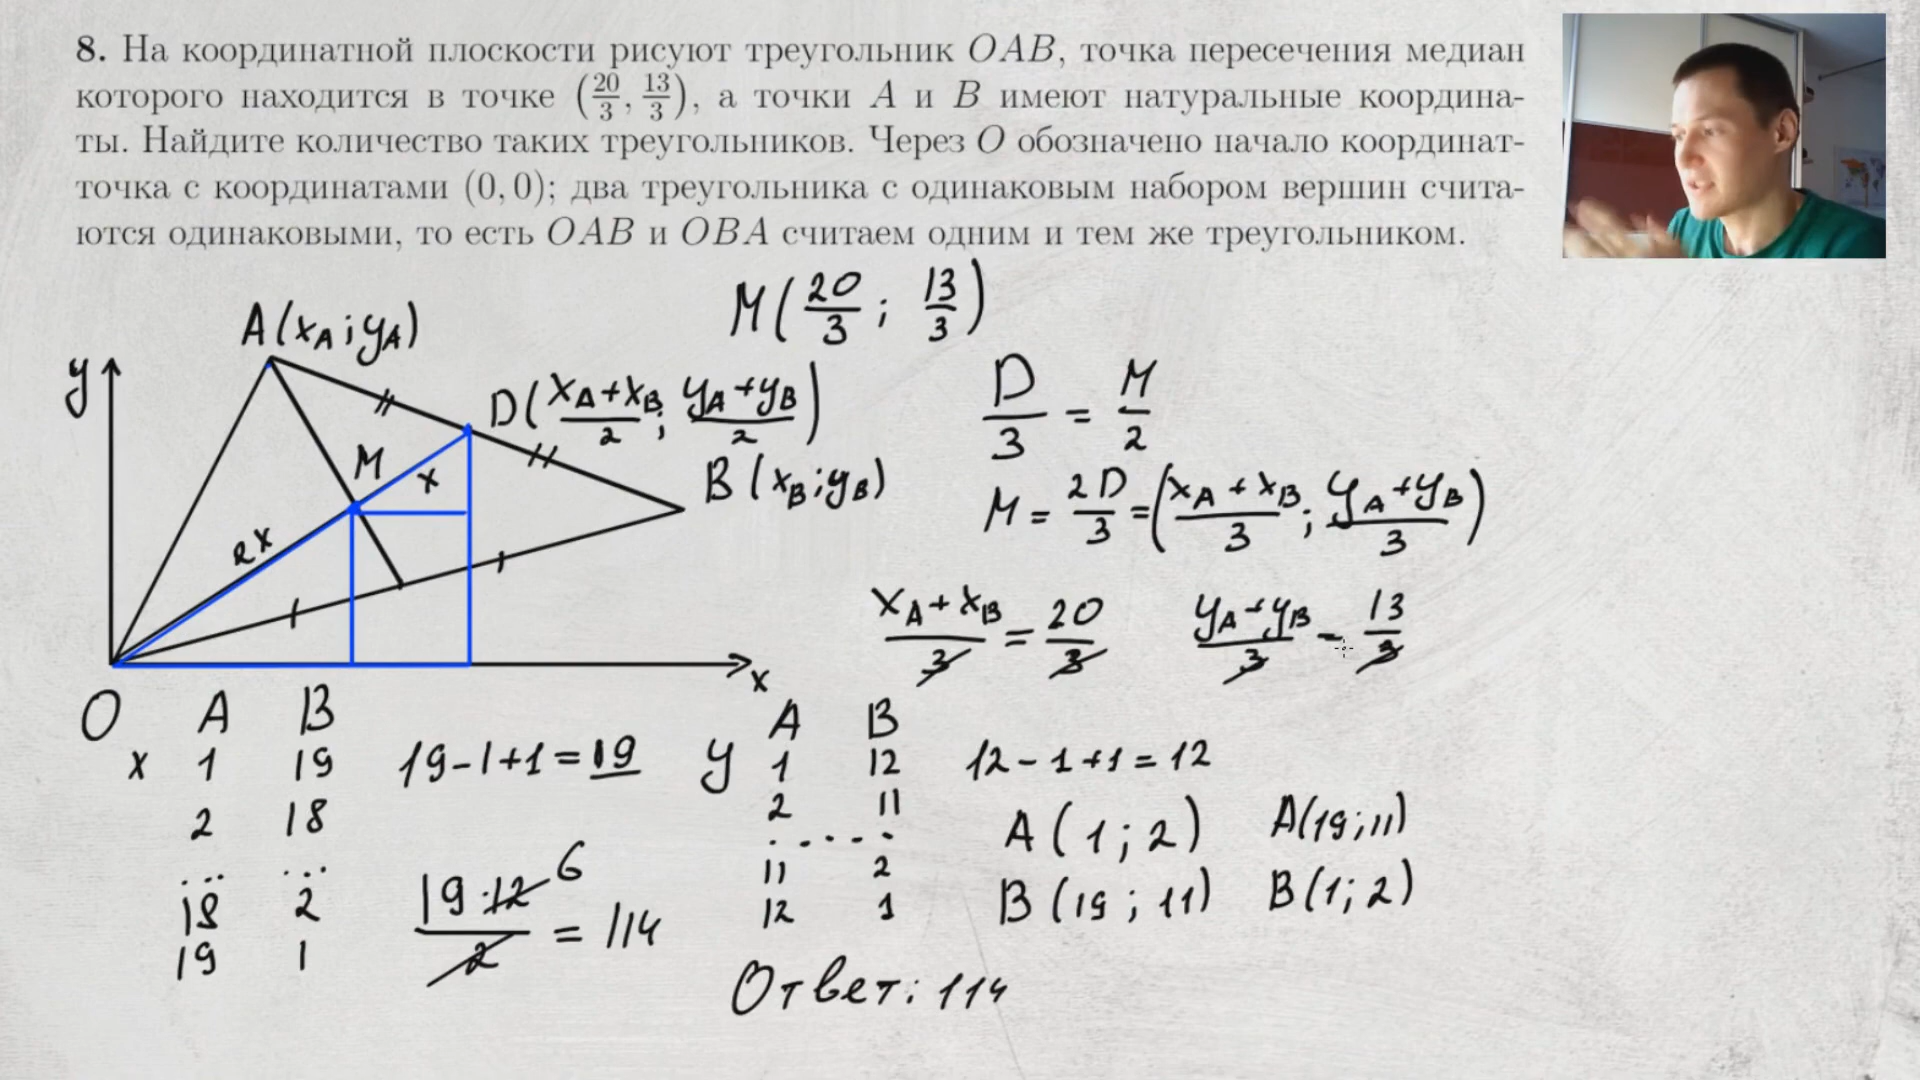 8. На координатной плоскости рисуют треугольник OAB, точка пересечения медиан
которого находится в точке (20/3, 13/3), а точки A и B имеют натуральные координа-
ты. Найдите количество таких треугольников. Через O обозначено начало координат-
точка с координатами (0, 0); два треугольника с одинаковым набором вершин счита-
ются одинаковыми, то есть OAB и OBA считаем одним и тем же треугольником.
M(20/3; 13/3)
A(xA; yA)
y
D((xA+xB)/2; (yA+yB)/2)
M
x
B(xB; yB)
2x
x
O
D/3 = M/2
M = 2D/3 = ((xA+xB)/3; (yA+yB)/3)
(xA+xB)/3 = 20/3
(yA+yB)/3 = 13/3
A B
x 1 19
2 18
... ...
18 2
19 1
19-1+1=19
19·12/2 = 114
6
A B
y 1 12
2 11
.....
11 2
12 1
12-1+1=12
A(1;2) A(19;11)
B(19;11) B(1;2)
Ответ: 114